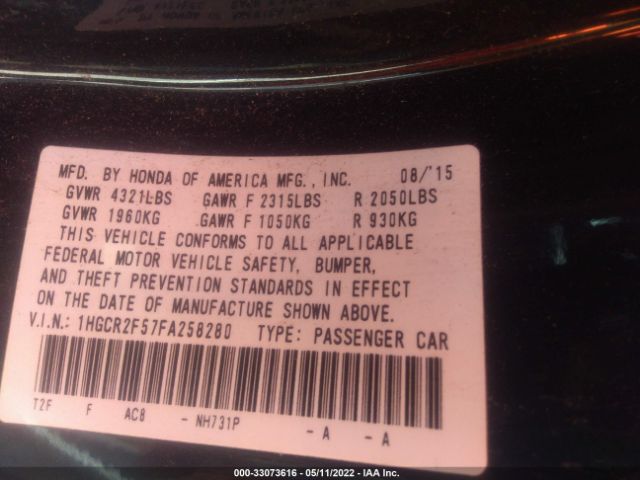 MFD. BY HONDA OF AMERICA MFG., INC. 08/'15
GVWR 4321LBS GAWR F 2315LBS R 2050LBS
GVWR 1960KG GAWR F 1050KG R 930KG
THIS VEHICLE CONFORMS TO ALL APPLICABLE
FEDERAL MOTOR VEHICLE SAFETY, BUMPER,
AND THEFT PREVENTION STANDARDS IN EFFECT
ON THE DATE OF MANUFACTURE SHOWN ABOVE.
V.I.N.: 1HGCR2F57FA258280 TYPE: PASSENGER CAR
T2F F AC8 - NH731P - A - A
000-33073616 - 05/11/2022 - IAA Inc.